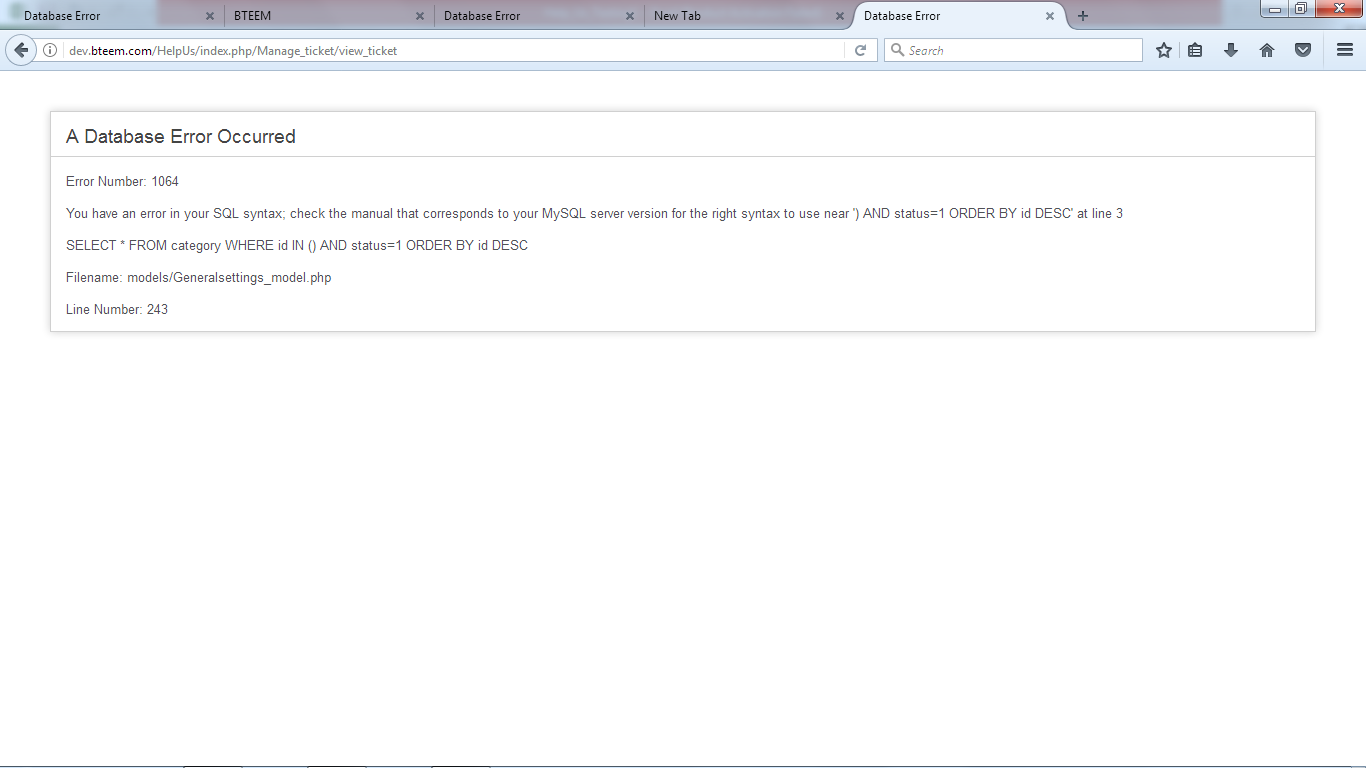 Database Error
BTEEM
Database Error
New Tab
Database Error
dev.bteem.com/HelpUs/index.php/Manage_ticket/view_ticket
Search
A Database Error Occurred
Error Number: 1064
You have an error in your SQL syntax; check the manual that corresponds to your MySQL server version for the right syntax to use near ') AND status=1 ORDER BY id DESC' at line 3
SELECT * FROM category WHERE id IN () AND status=1 ORDER BY id DESC
Filename: models/Generalsettings_model.php
Line Number: 243